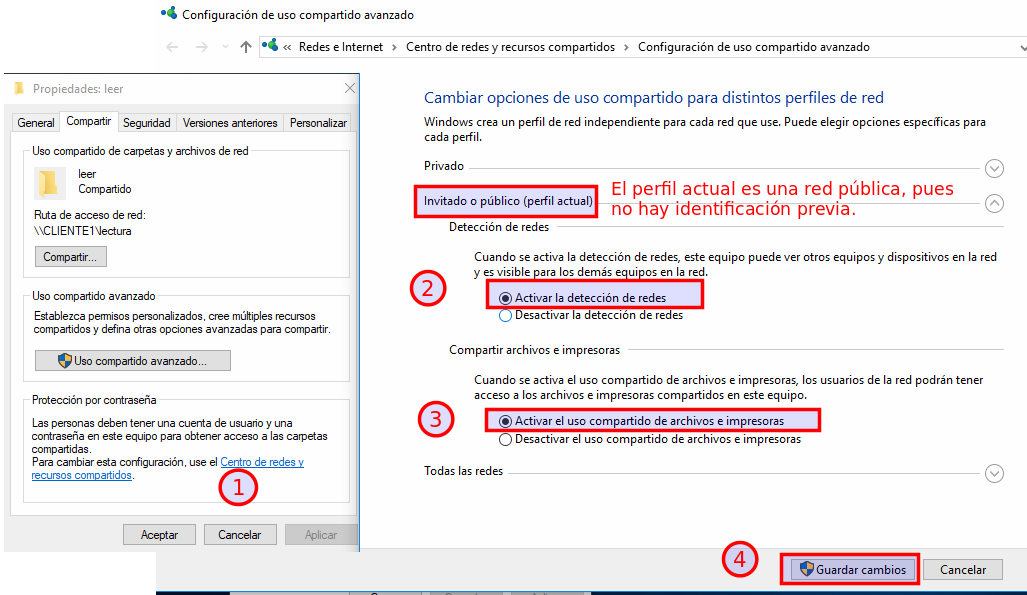 Configuración de uso compartido avanzado
« Redes e Internet > Centro de redes y recursos compartidos > Configuración de uso compartido avanzado
Propiedades: leer
General Compartir Seguridad Versiones anteriores Personalizar
Uso compartido de carpetas y archivos de red
leer
Compartido
Ruta de acceso de red:
\\CLIENTE1\lectura
Compartir...
Uso compartido avanzado
Establezca permisos personalizados, cree múltiples recursos
compartidos y defina otras opciones avanzadas para compartir.
Uso compartido avanzado...
Protección por contraseña
Las personas deben tener una cuenta de usuario y una
contraseña en este equipo para obtener acceso a las carpetas
compartidas.
Para cambiar esta configuración, use el Centro de redes y
recursos compartidos.
1
Aceptar Cancelar Aplicar
Cambiar opciones de uso compartido para distintos perfiles de red
Windows crea un perfil de red independiente para cada red que use. Puede elegir opciones específicas para
cada perfil.
Privado
Invitado o público (perfil actual)
El perfil actual es una red pública, pues
no hay identificación previa.
Detección de redes
Cuando se activa la detección de redes, este equipo puede ver otros equipos y dispositivos en la red
y es visible para los demás equipos en la red.
2
Activar la detección de redes
Desactivar la detección de redes
Compartir archivos e impresoras
Cuando se activa el uso compartido de archivos e impresoras, los usuarios de la red podrán tener
acceso a los archivos e impresoras compartidos en este equipo.
3
Activar el uso compartido de archivos e impresoras
Desactivar el uso compartido de archivos e impresoras
Todas las redes
4
Guardar cambios Cancelar